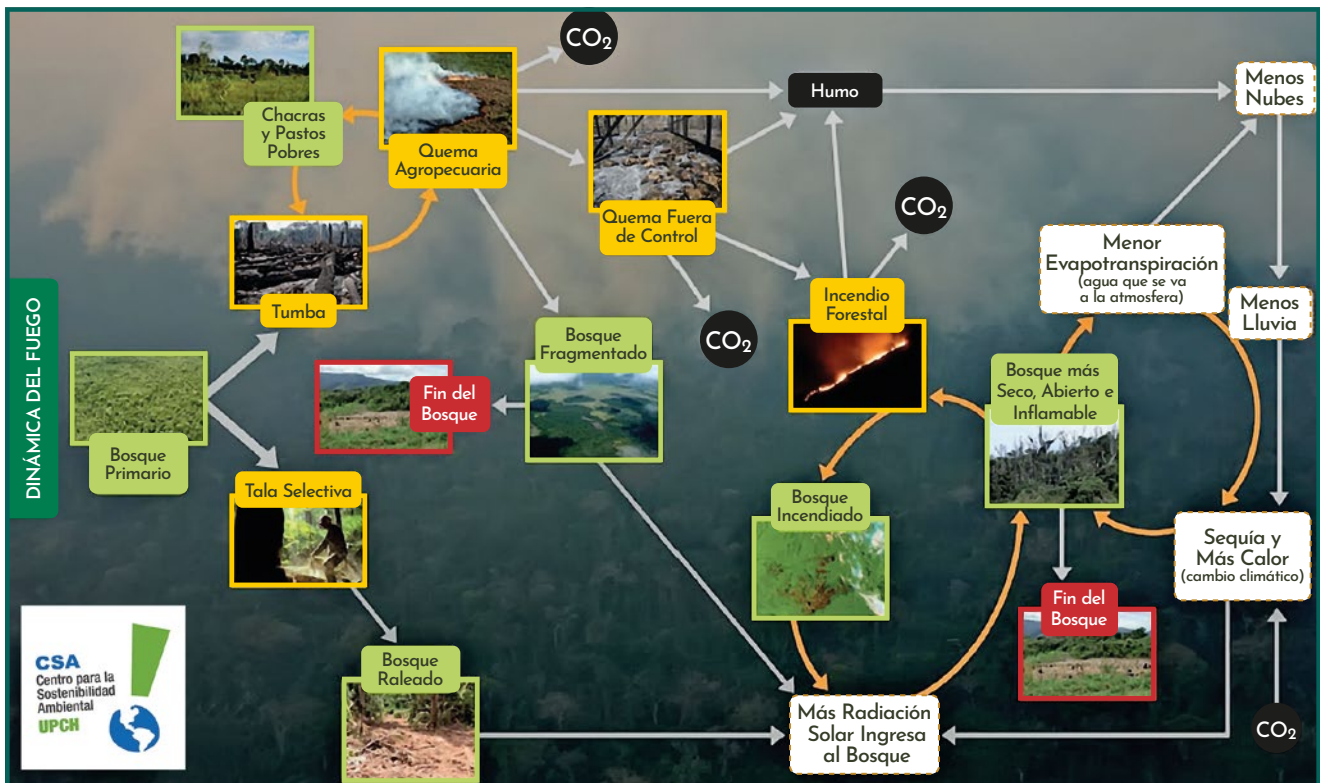 CO₂
Humo
Menos
Nubes
Chacras
y Pastos
Pobres
Quema
Agropecuaria
Quema Fuera
de Control
CO₂
Menor
Evapotranspiración
(agua que se va
a la atmosfera)
Menos
Lluvia
Tumba
Incendio
Forestal
CO₂
Bosque
Fragmentado
DINÁMICA DEL FUEGO
Fin del
Bosque
Bosque más
Seco, Abierto e
Inflamable
Bosque
Primario
Tala Selectiva
Bosque
Incendiado
Sequía y
Más Calor
(cambio climático)
Fin del
Bosque
CSA
Centro para la
Sostenibilidad
Ambiental
UPCH
Bosque
Raleado
Más Radiación
Solar Ingresa
al Bosque
CO₂